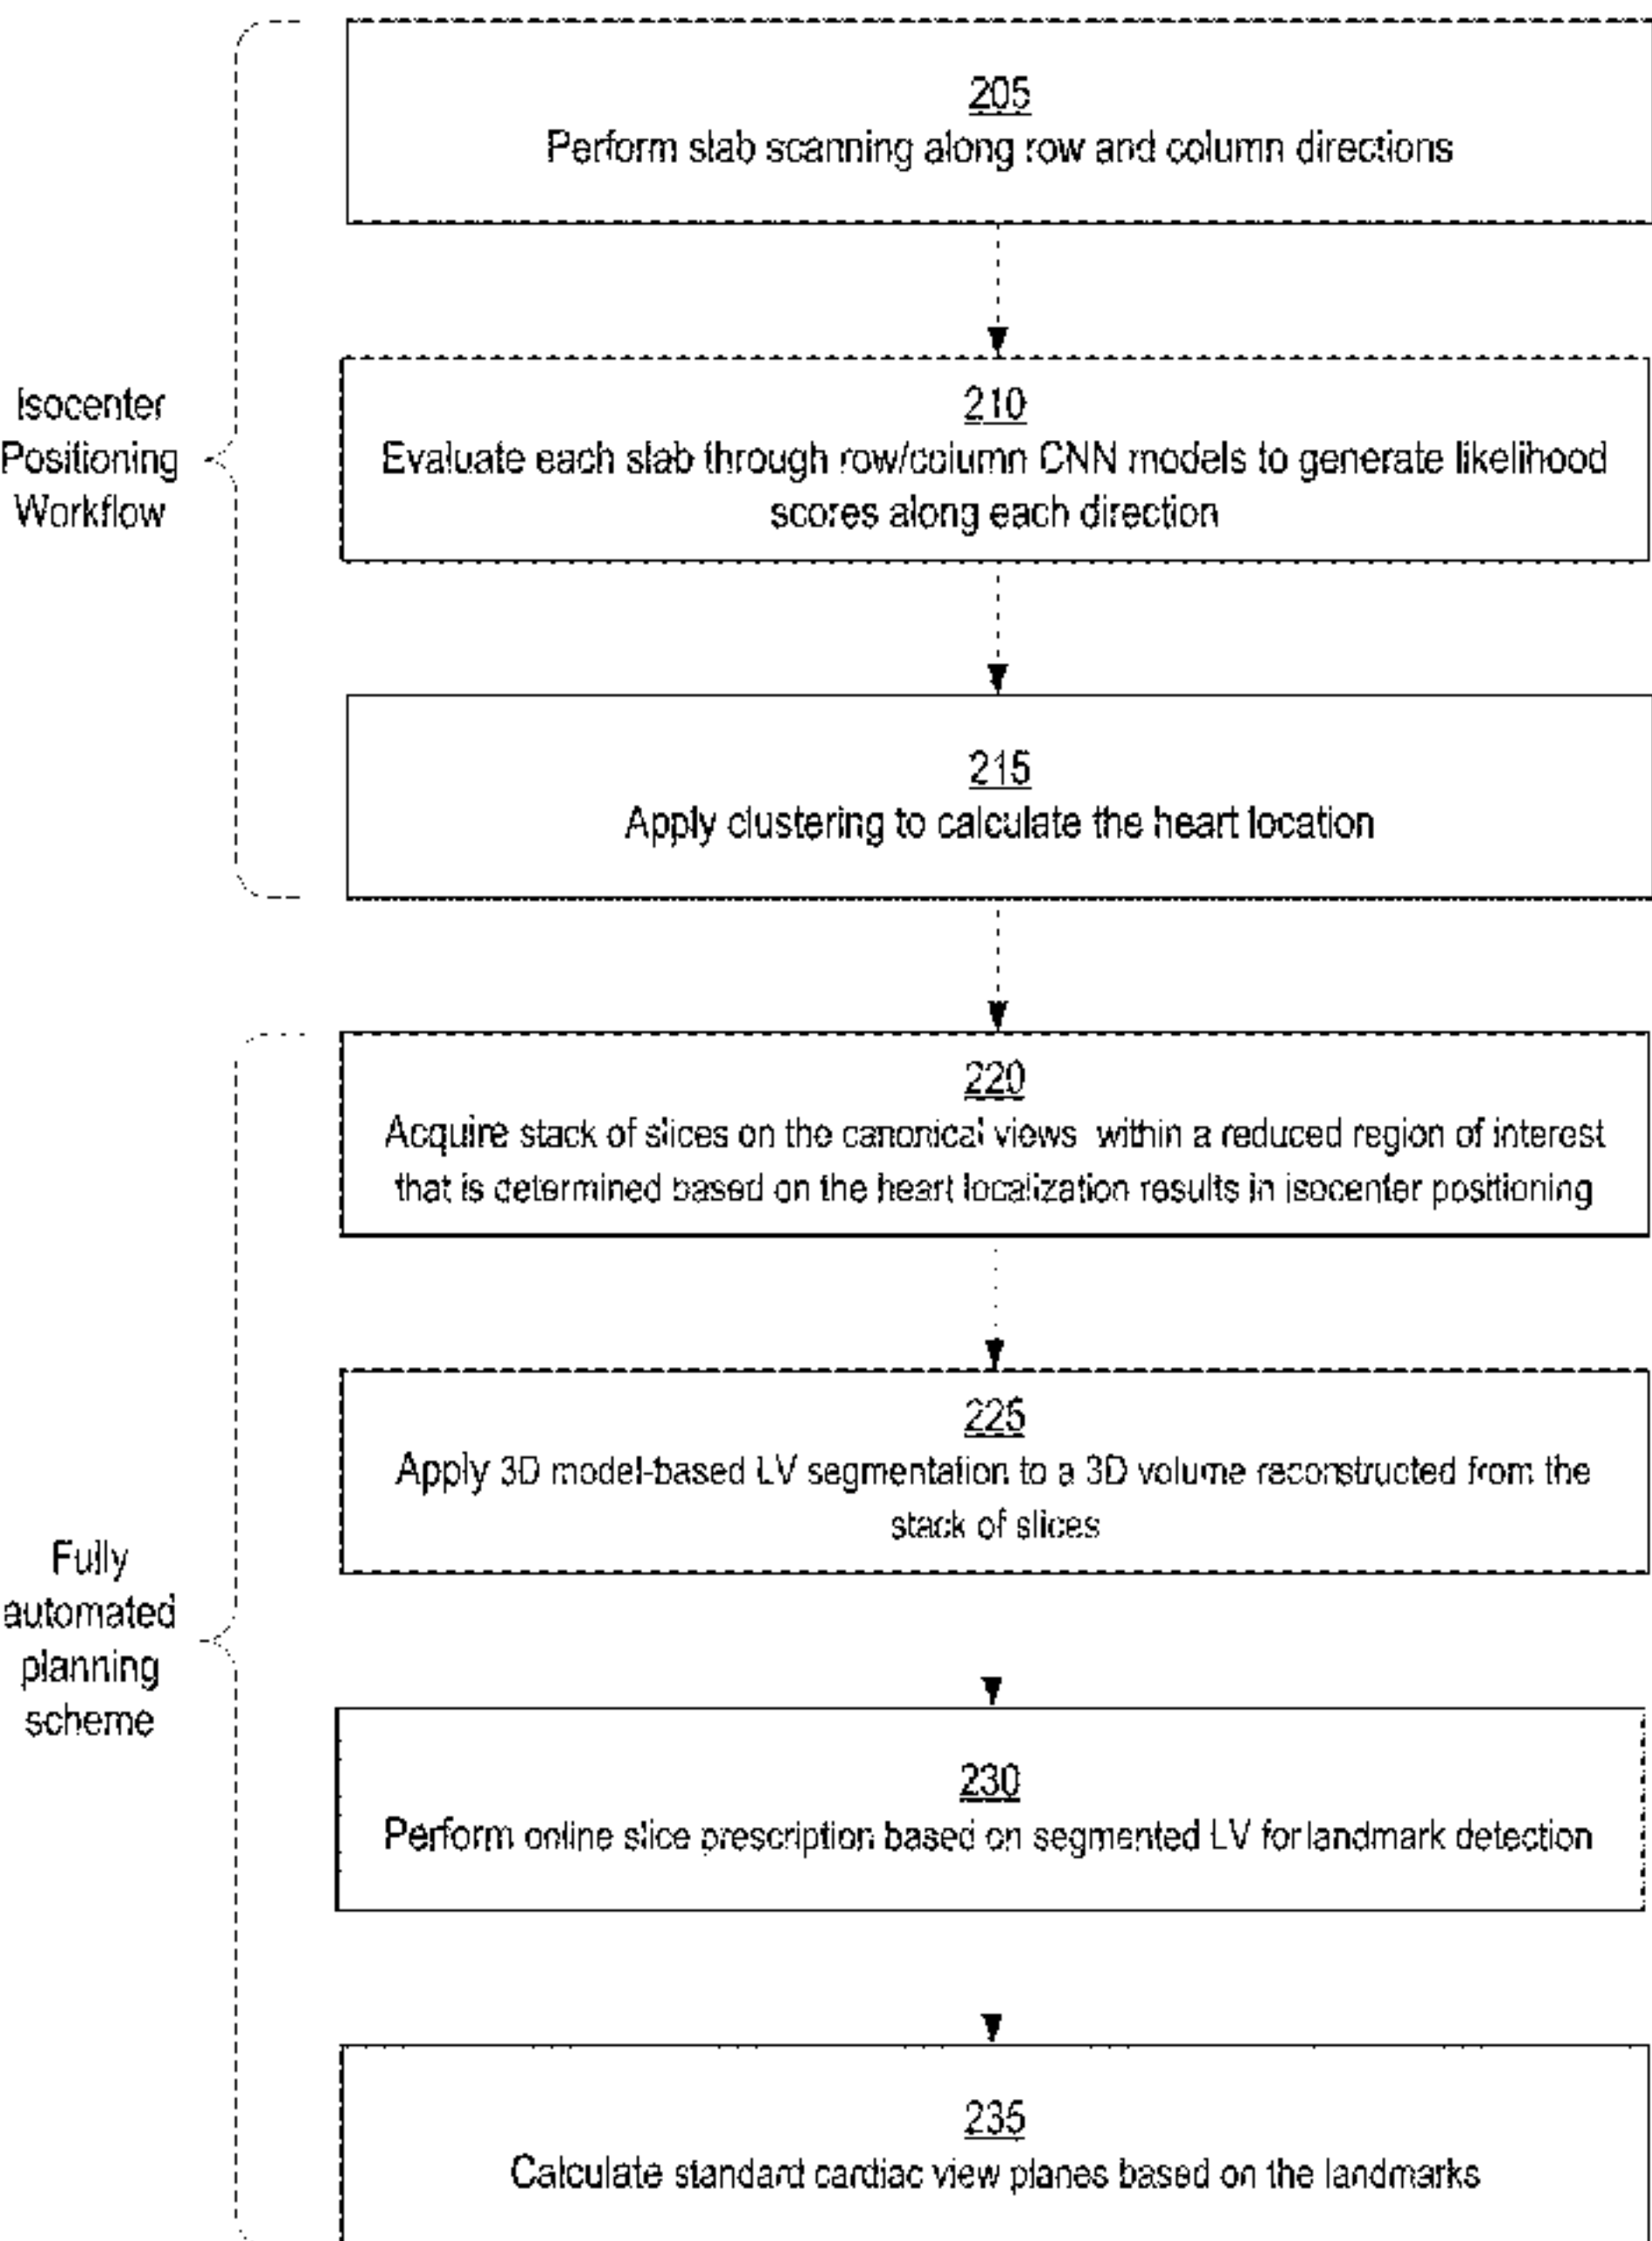 205
Perform slab scanning along row and column directions
Isocenter
Positioning
Workflow
210
Evaluate each slab through row/column CNN models to generate likelihood
scores along each direction
215
Apply clustering to calculate the heart location
220
Acquire stack of slices on the canonical views within a reduced region of interest
that is determined based on the heart localization results in isocenter positioning
225
Apply 3D model-based LV segmentation to a 3D volume reconstructed from the
stack of slices
Fully
automated
planning
scheme
230
Perform online slice prescription based on segmented LV for landmark detection
235
Calculate standard cardiac view planes based on the landmarks